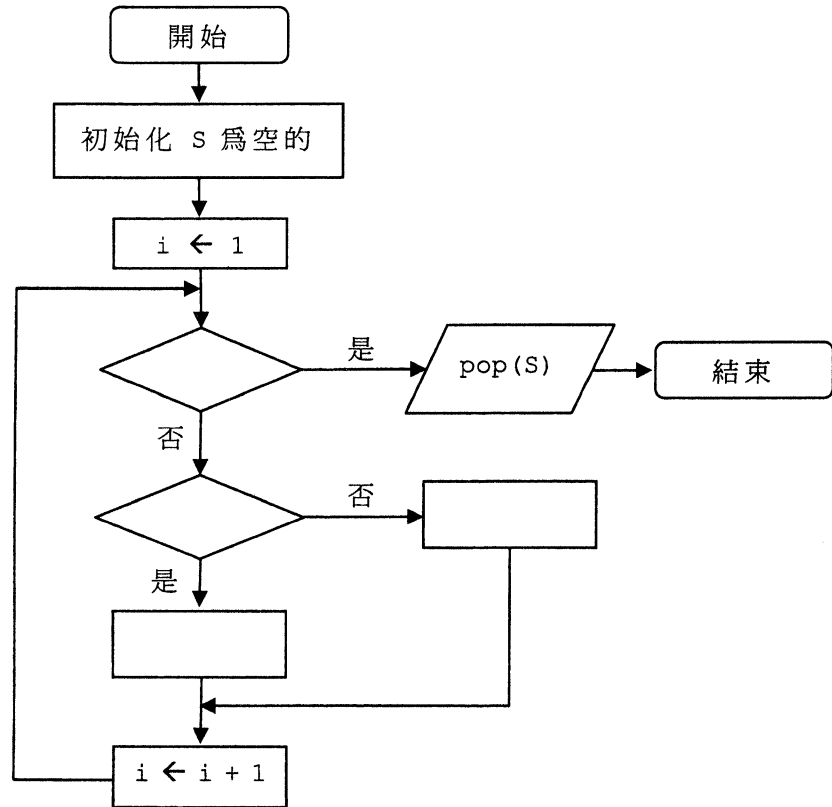 開始
初始化 S 爲空的
i ← 1
是
pop(S)
結束
否
否
是
i ← i + 1